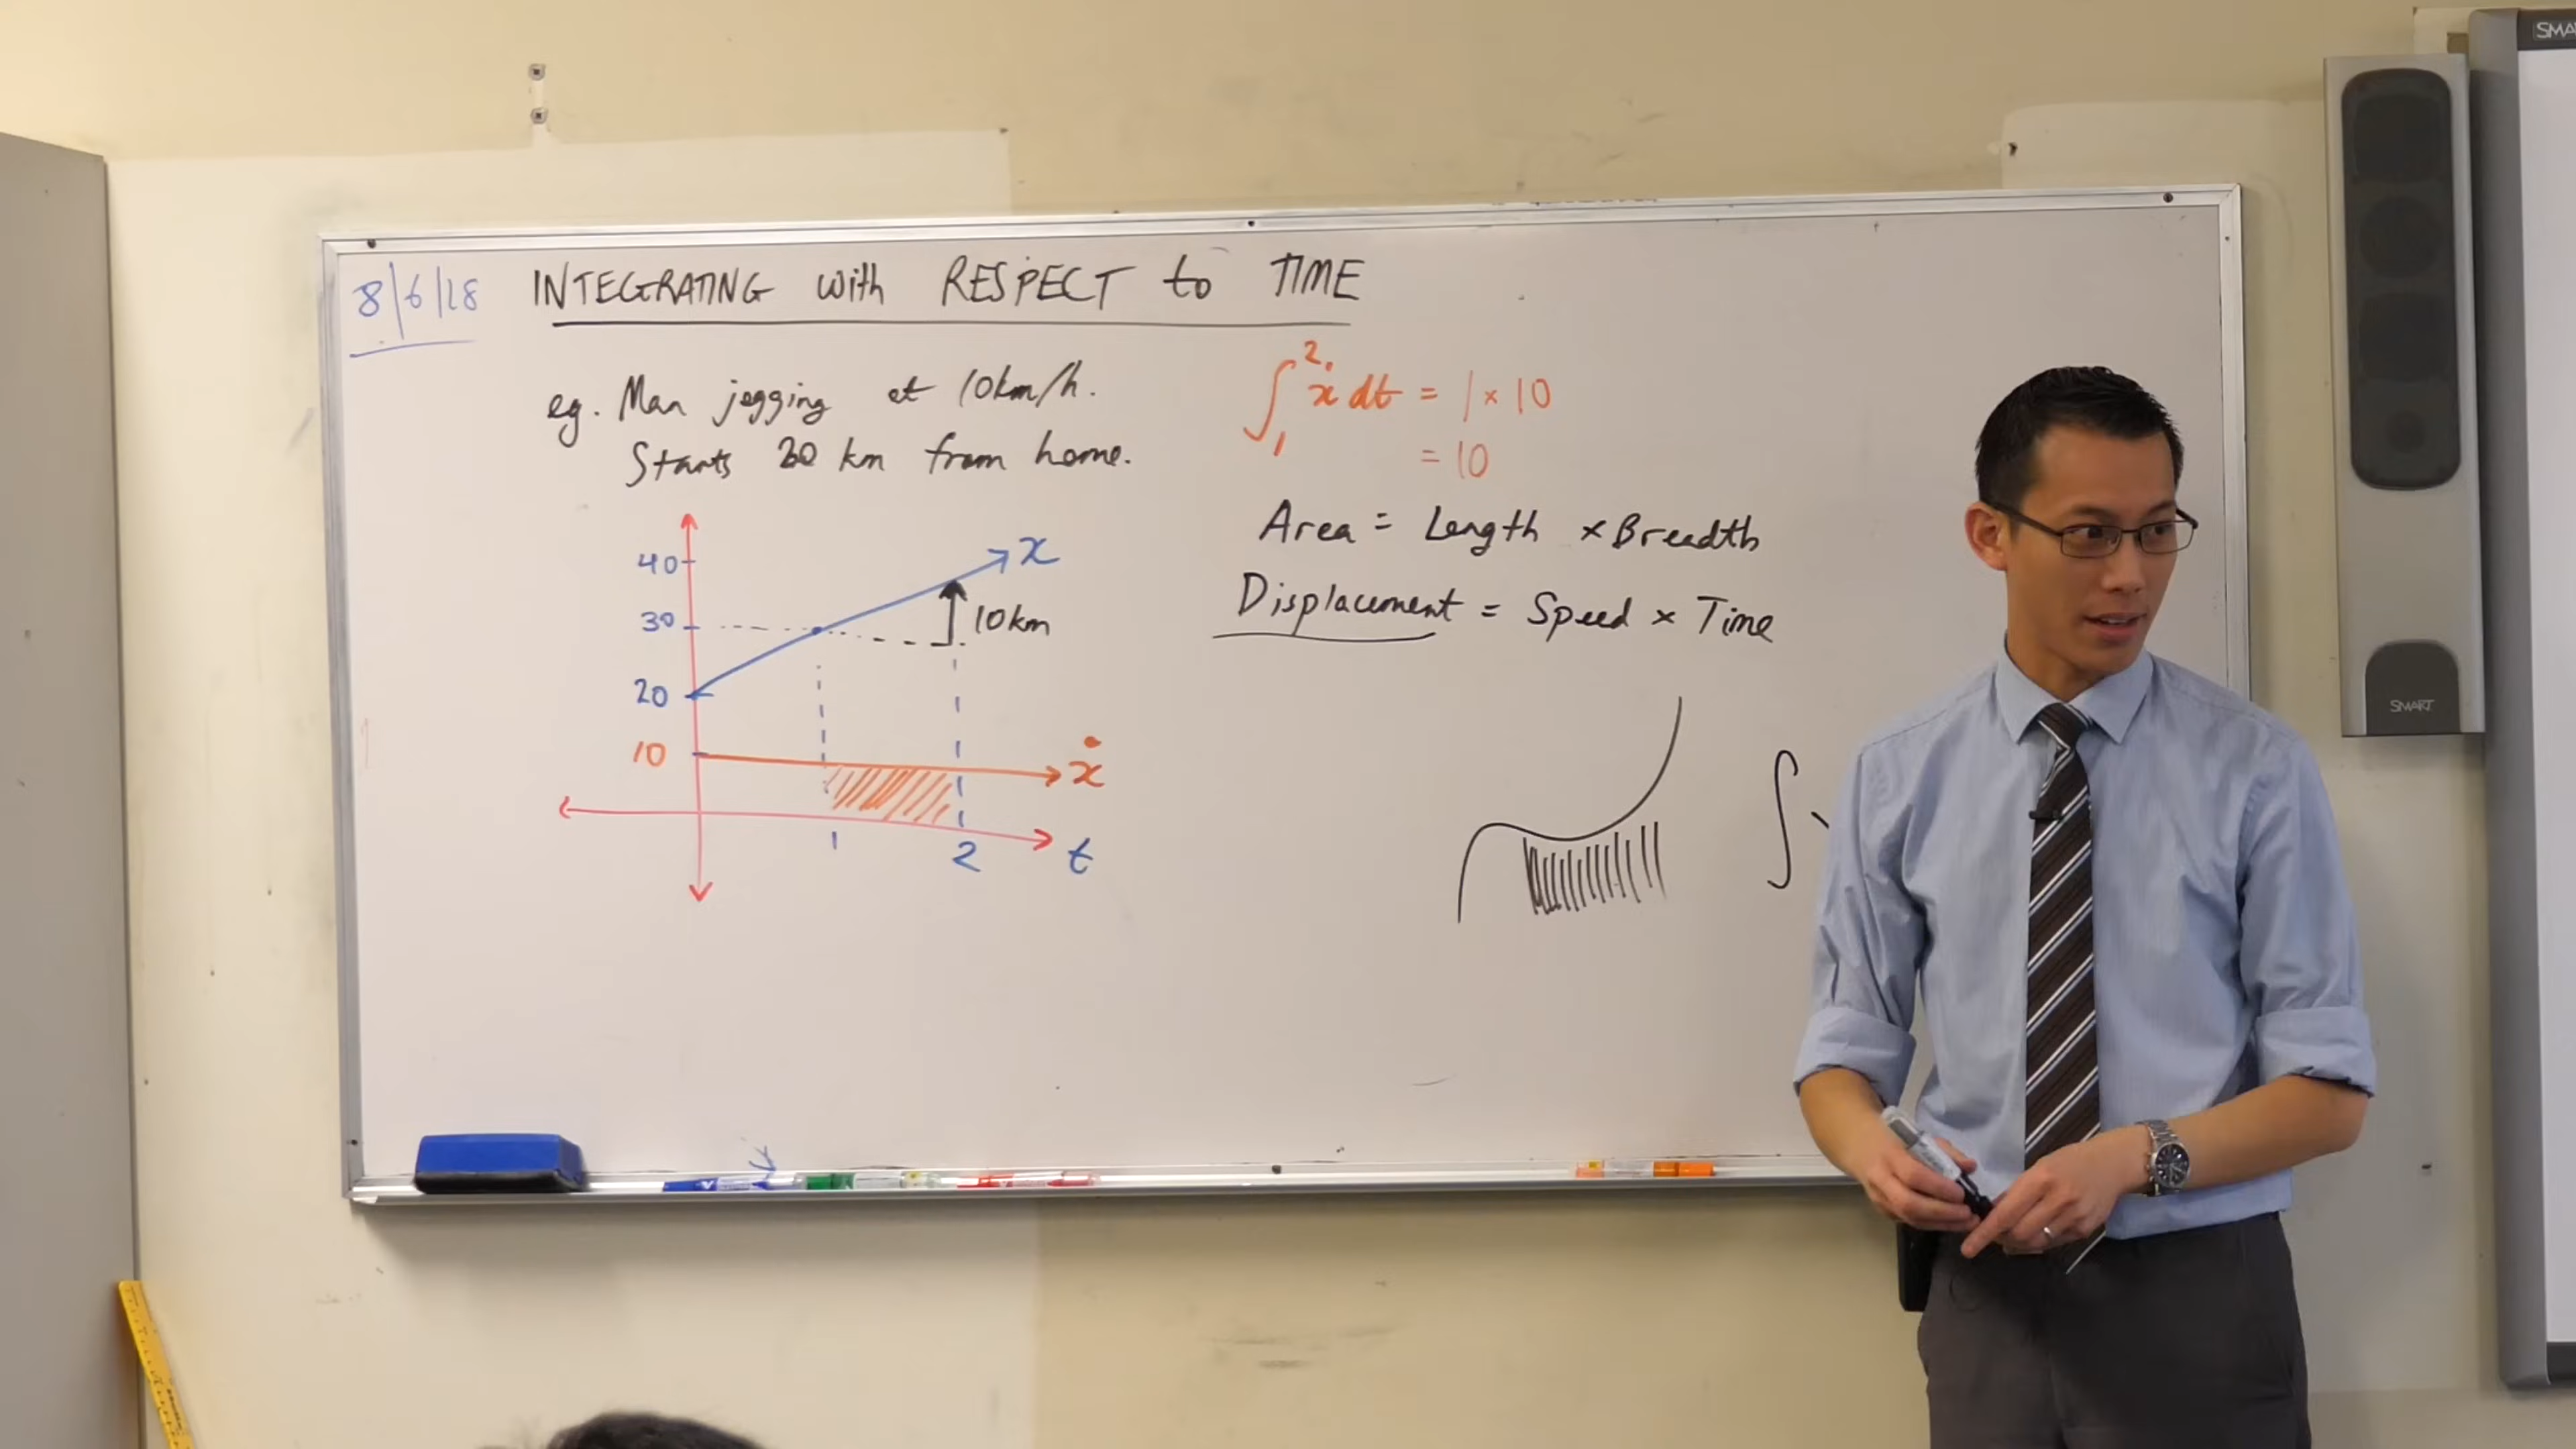 8/6/18 INTEGRATING with RESPECT to TIME
eg. Man jogging at 10km/h.
Starts 20 km from home.
40
30
20
10
x
10km
ẋ
1
2
t
∫₁² ẋ dt = 1 × 10
= 10
Area = Length × Breadth
Displacement = Speed × Time
∫
SMART
SMA